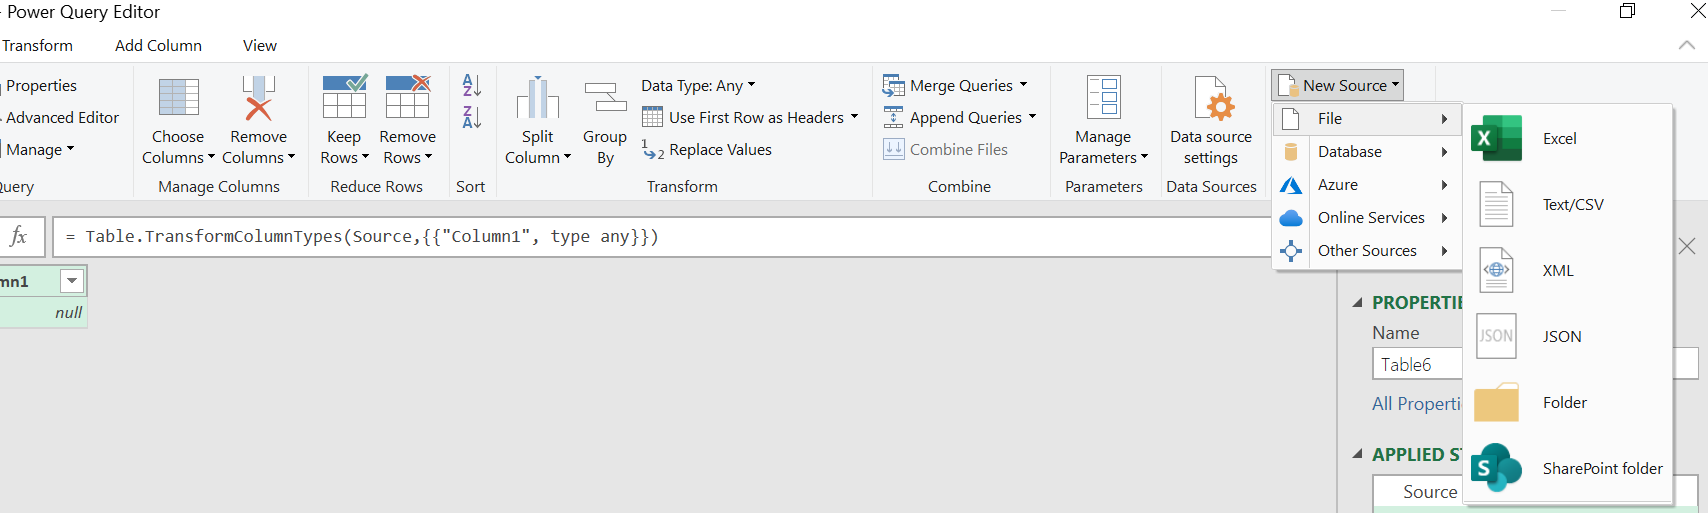 - Power Query Editor
Transform Add Column View
Properties
Advanced Editor
Manage
Choose Columns
Remove Columns
Manage Columns
Keep Rows
Remove Rows
Reduce Rows
A Z
Z A
Sort
Split Column
Group By
Data Type: Any
Use First Row as Headers
1 2 Replace Values
Transform
Merge Queries
Append Queries
Combine Files
Combine
Manage Parameters
Parameters
Data source settings
Data Sources
New Source
File
Database
Azure
Online Services
Other Sources
X Excel
Text/CSV
XML
JSON JSON
Folder
S SharePoint folder
fx = Table.TransformColumnTypes(Source,{{"Column1", type any}})
mn1
null
PROPERTIE
Name
Table6
All Properti
APPLIED S
Source